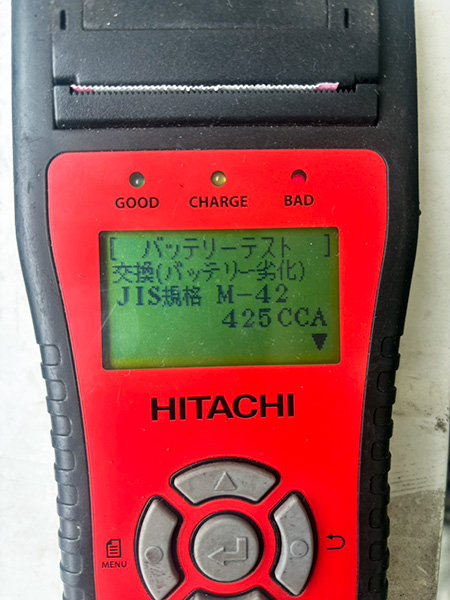 GOOD CHARGE BAD
[ バッテリーテスト ]
交換(バッテリー劣化)
JIS規格 M-42
425CCA
▼
HITACHI
MENU